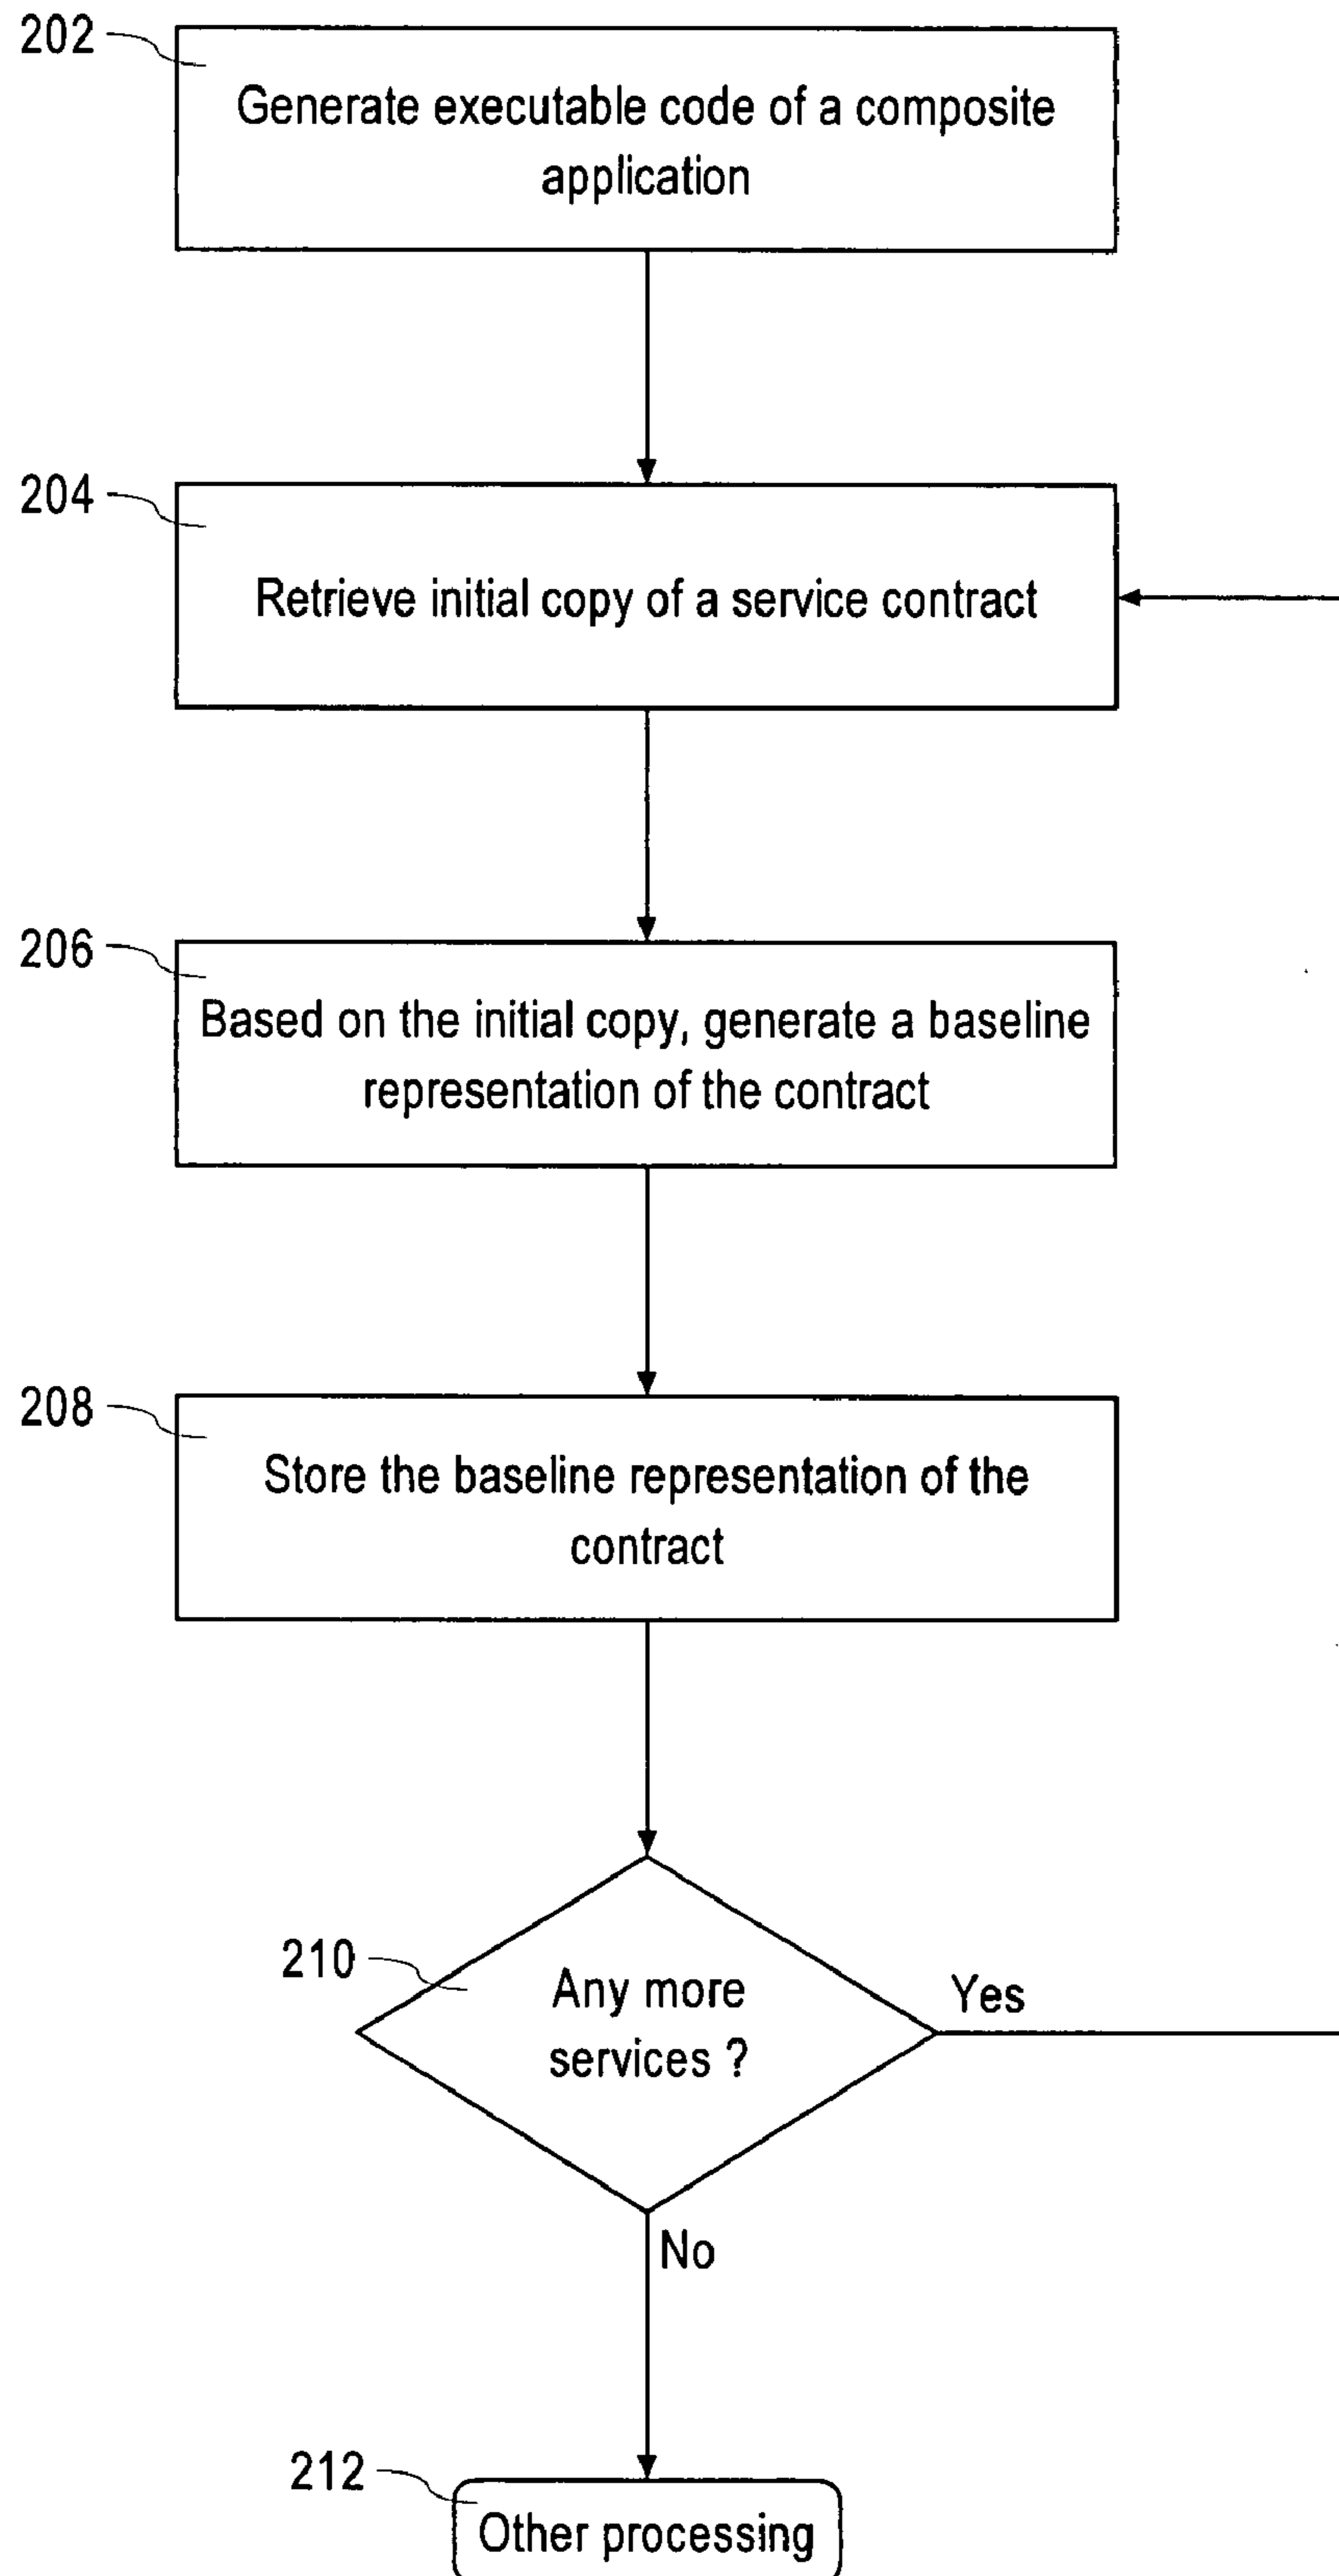 202
Generate executable code of a composite
application
204
Retrieve initial copy of a service contract
206
Based on the initial copy, generate a baseline
representation of the contract
208
Store the baseline representation of the
contract
210
Any more
services ?
Yes
No
212
Other processing